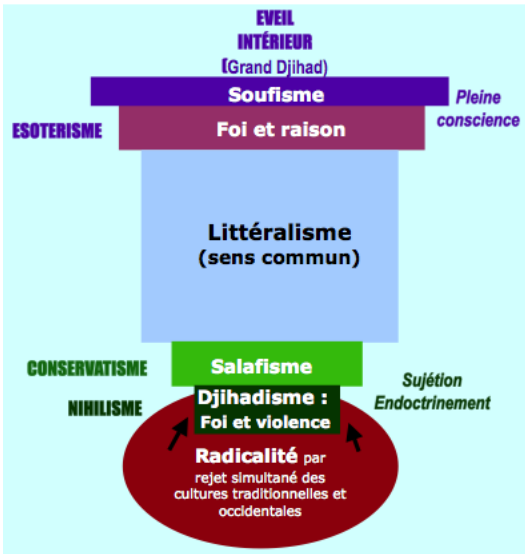 EVEIL
INTÉRIEUR
(Grand Djihad)
Soufisme
Pleine
conscience
ESOTERISME
Foi et raison
Littéralisme
(sens commun)
CONSERVATISME
Salafisme
Sujétion
Endoctrinement
NIHILISME
Djihadisme :
Foi et violence
Radicalité par
rejet simultané des
cultures traditionnelles et
occidentales